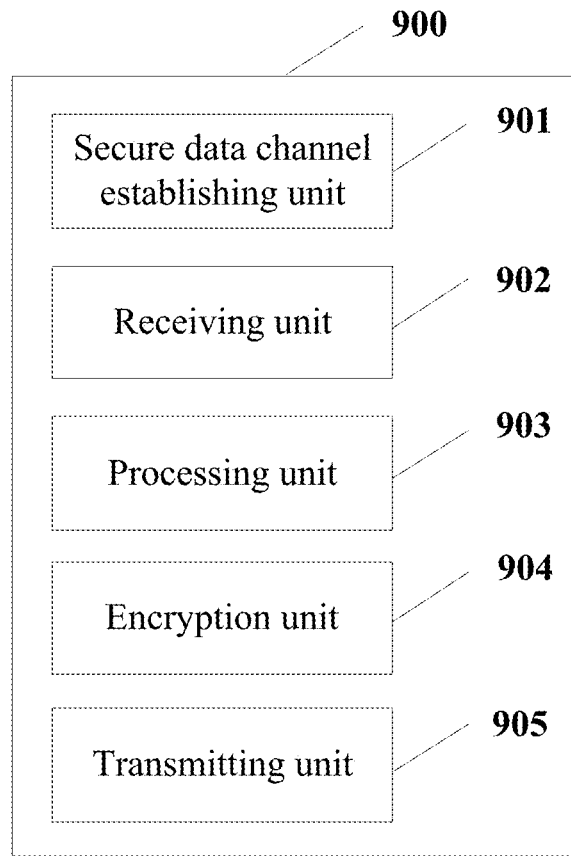 900
901
Secure data channel
establishing unit
902
Receiving unit
903
Processing unit
904
Encryption unit
905
Transmitting unit